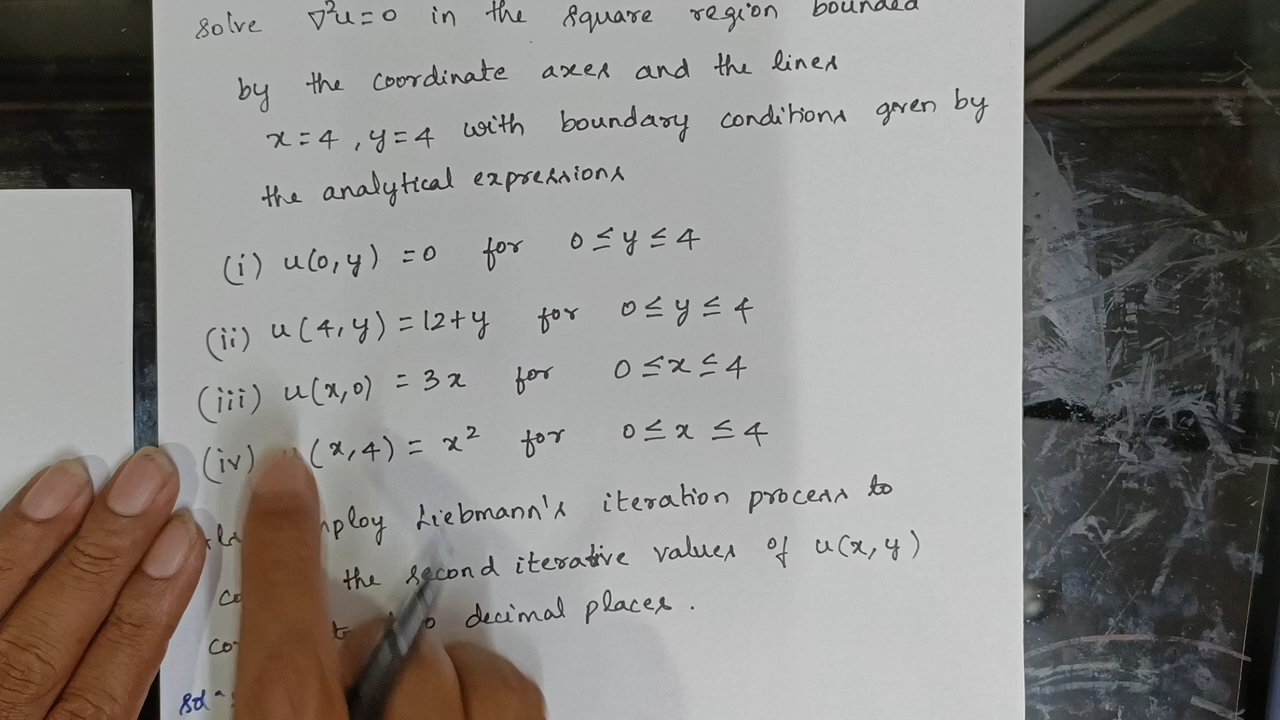 solve ∇²u=0 in the square region bounded
by the coordinate axes and the lines
x=4, y=4 with boundary conditions given by
the analytical expressions
(i) u(0,y) =0 for 0≤y≤4
(ii) u(4,y)=12+y for 0≤y≤4
(iii) u(x,0) = 3x for 0≤x≤4
(iv) (x,4) = x² for 0≤x≤4
Liebmann's iteration process to
the second iterative values of u(x,y)
decimal places.